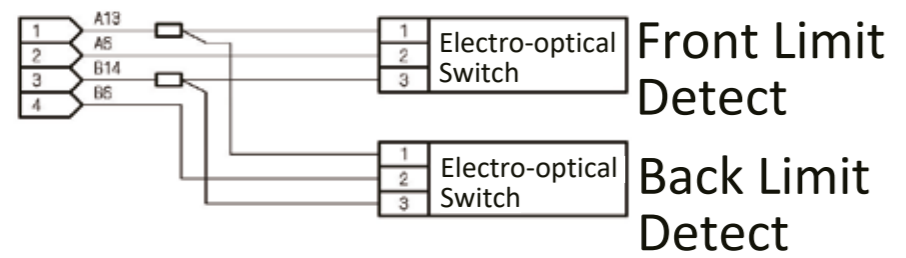 A13
1
A6
2
B14
3
B6
4
1
2
3
Electro-optical
Switch
Front Limit
Detect
1
2
3
Electro-optical
Switch
Back Limit
Detect